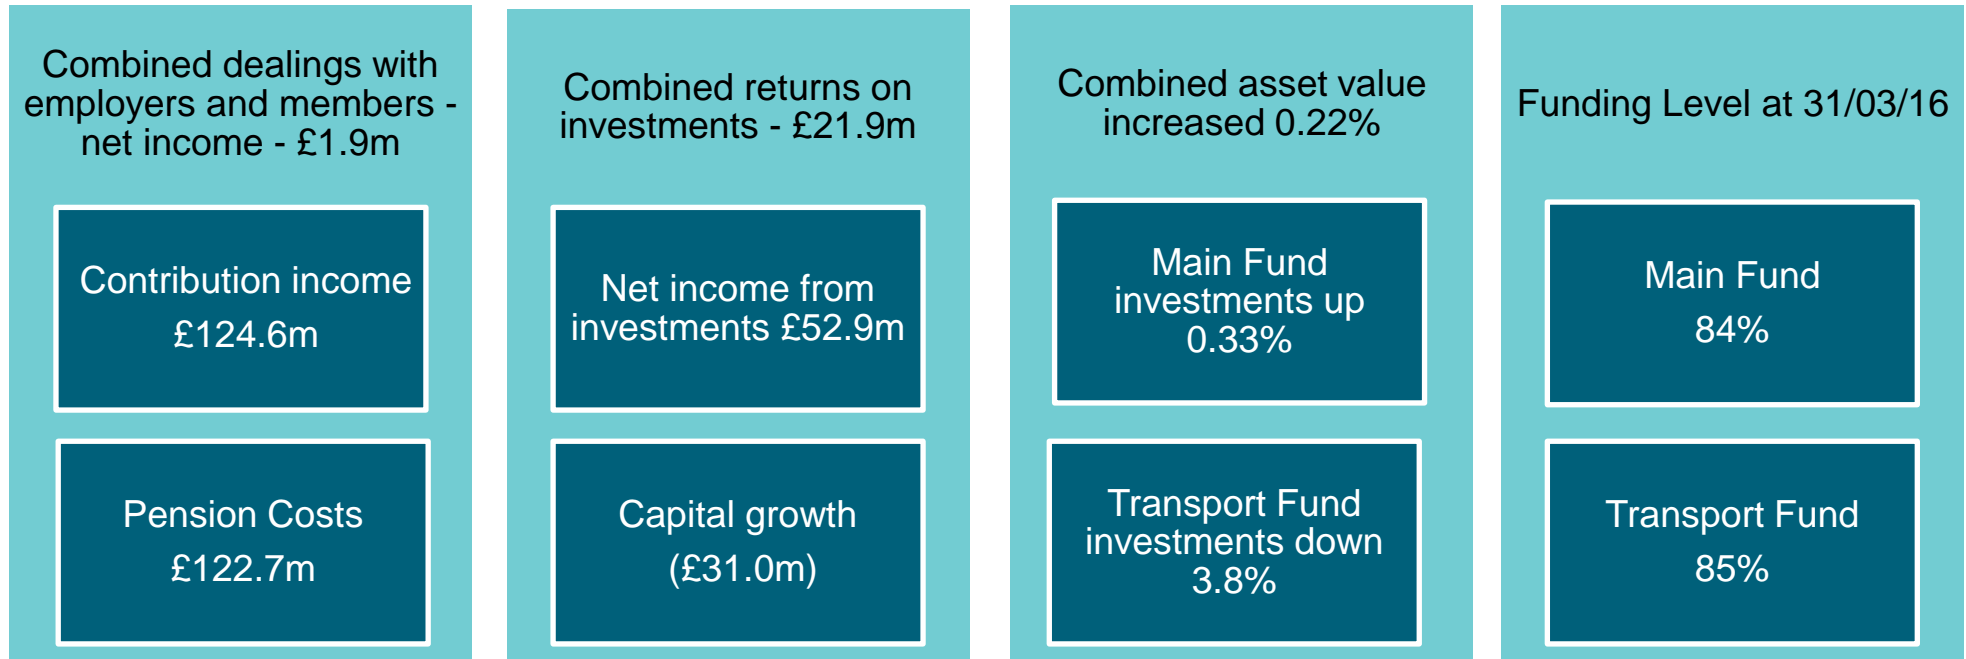 Combined dealings with
employers and members -
net income - £1.9m
Contribution income
£124.6m
Pension Costs
£122.7m
Combined returns on
investments - £21.9m
Net income from
investments £52.9m
Capital growth
(£31.0m)
Combined asset value
increased 0.22%
Main Fund
investments up
0.33%
Transport Fund
investments down
3.8%
Funding Level at 31/03/16
Main Fund
84%
Transport Fund
85%